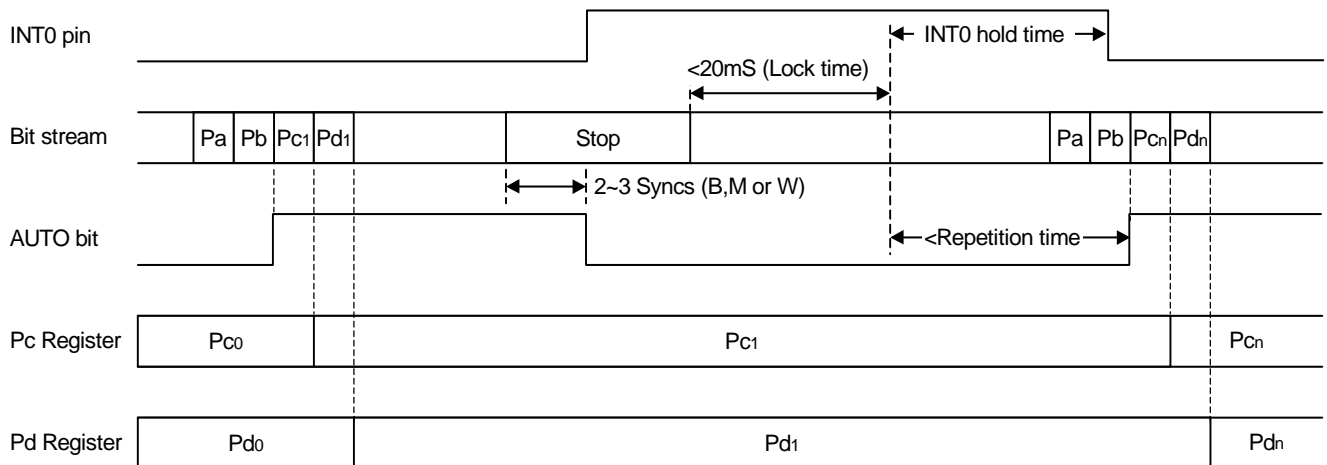 INT0 pin
INT0 hold time
<20mS (Lock time)
Bit stream
Pa Pb Pc1 Pd1 Stop Pa Pb Pcn Pdn
2~3 Syncs (B,M or W)
AUTO bit
<Repetition time
Pc Register Pc0 Pc1 Pcn
Pd Register Pd0 Pd1 Pdn